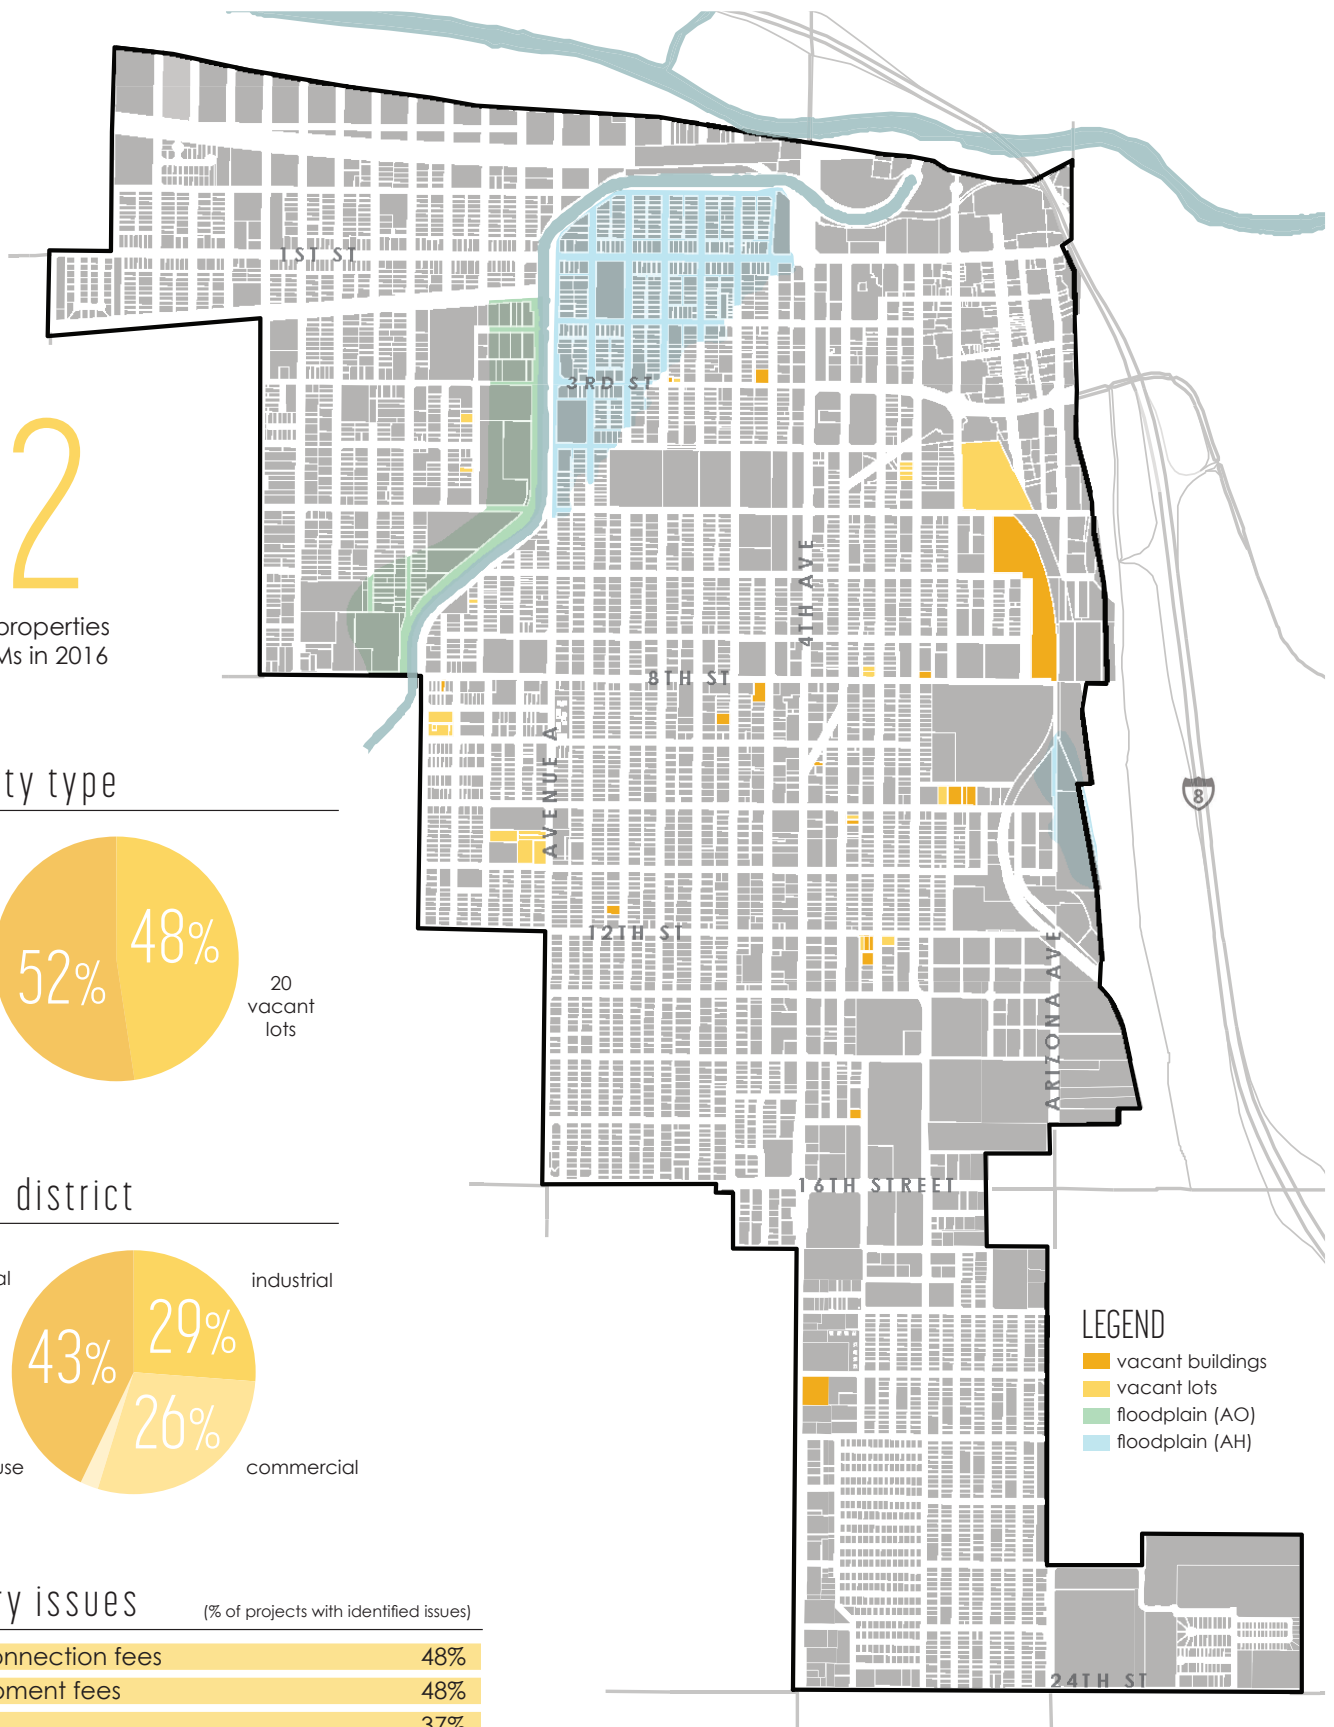 1ST ST
3RD ST
2
properties
Ms in 2016
4TH AVE
8TH ST
AVENUE A
ty type
48%
52%
20
vacant
lots
8
12TH ST
ARIZONA AVE
district
16TH STREET
al
industrial
29%
43%
26%
use
commercial
LEGEND
vacant buildings
vacant lots
floodplain (AO)
floodplain (AH)
ry issues
(% of projects with identified issues)
onnection fees 48%
pment fees 48%
37%
24TH ST